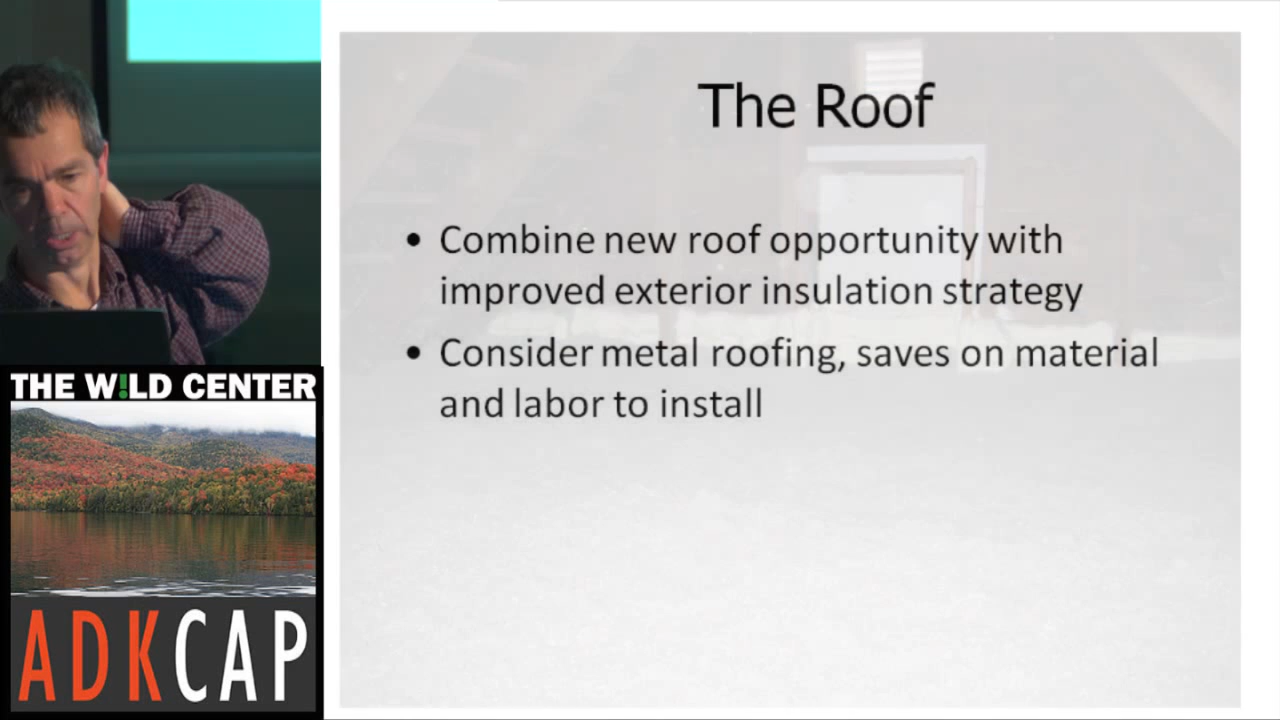 The Roof
• Combine new roof opportunity with
improved exterior insulation strategy
• Consider metal roofing, saves on material
and labor to install
THE W!LD CENTER
ADKCAP